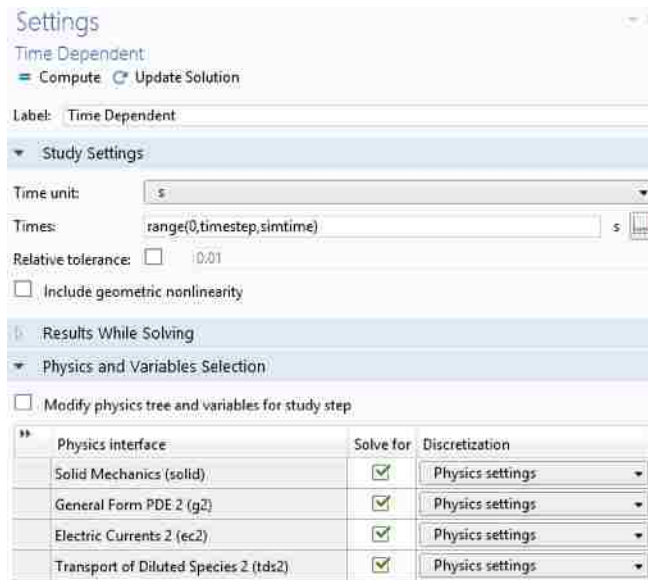 Settings
Time Dependent
= Compute Update Solution
Label: Time Dependent
Study Settings
Time unit: s
Times: range(0,timestep,simtime) s
Relative tolerance: 0.01
Include geometric nonlinearity
Results While Solving
Physics and Variables Selection
Modify physics tree and variables for study step
Physics interface Solve for Discretization
Solid Mechanics (solid) Physics settings
General Form PDE 2 (g2) Physics settings
Electric Currents 2 (ec2) Physics settings
Transport of Diluted Species 2 (tds2) Physics settings